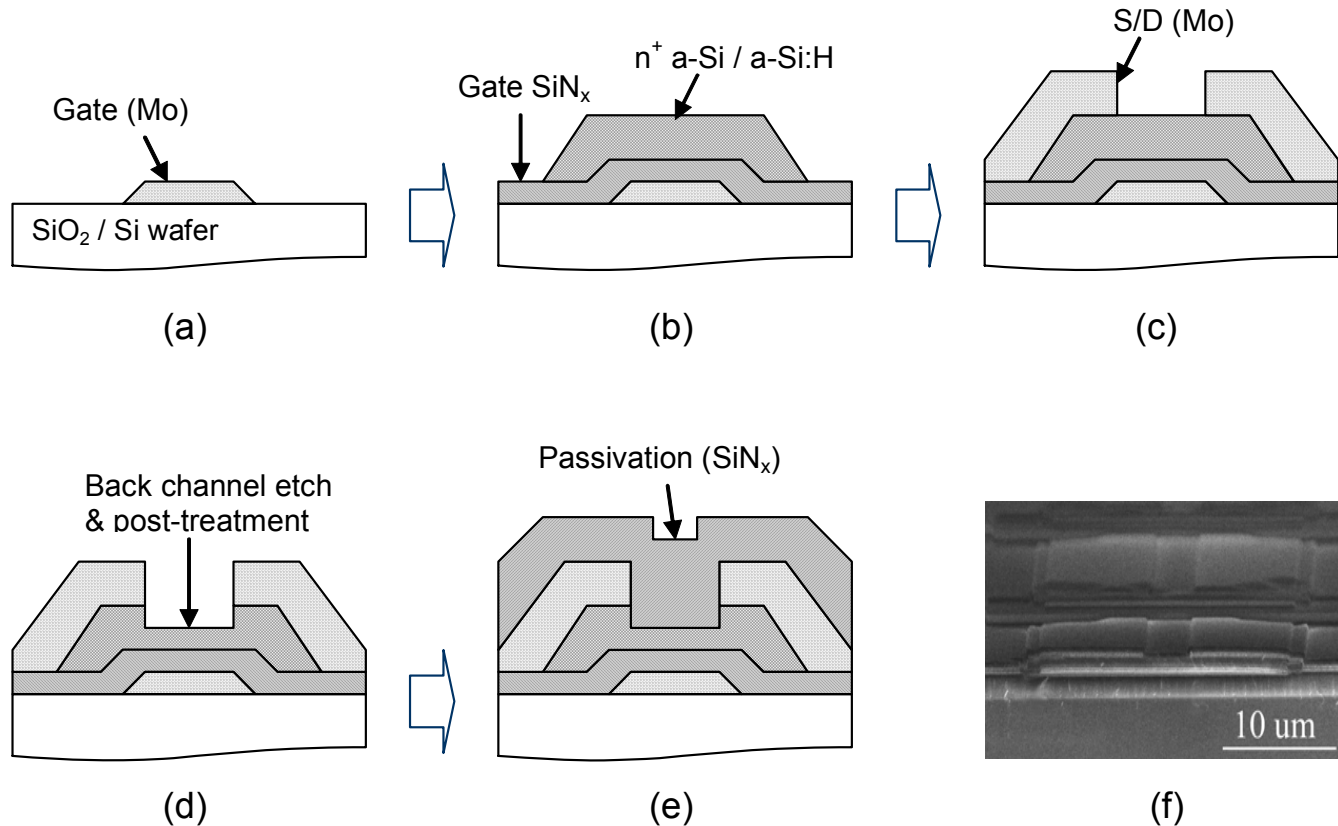 S/D (Mo)
n⁺ a-Si / a-Si:H
Gate SiNₓ
Gate (Mo)
SiO₂ / Si wafer
(a)
(b)
(c)
Back channel etch
& post-treatment
Passivation (SiNₓ)
10 um
(d)
(e)
(f)